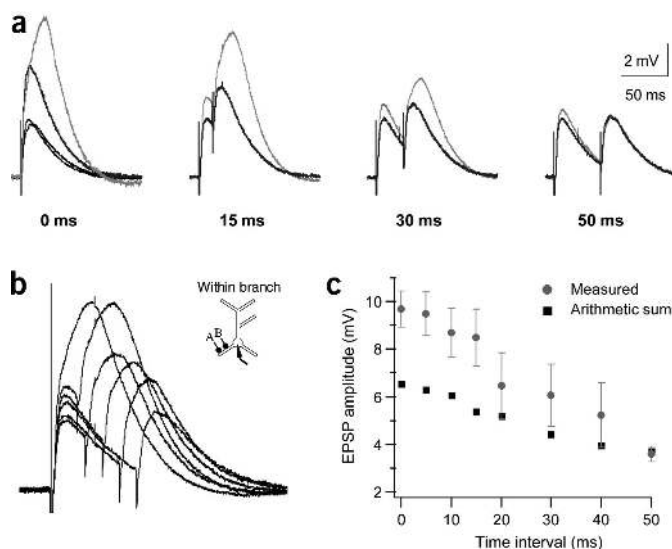 a
2 mV
50 ms
0 ms
15 ms
30 ms
50 ms
b
Within branch
A
B
c
Measured
Arithmetic sum
EPSP amplitude (mV)
10
8
6
4
2
0
10
20
30
40
50
Time interval (ms)